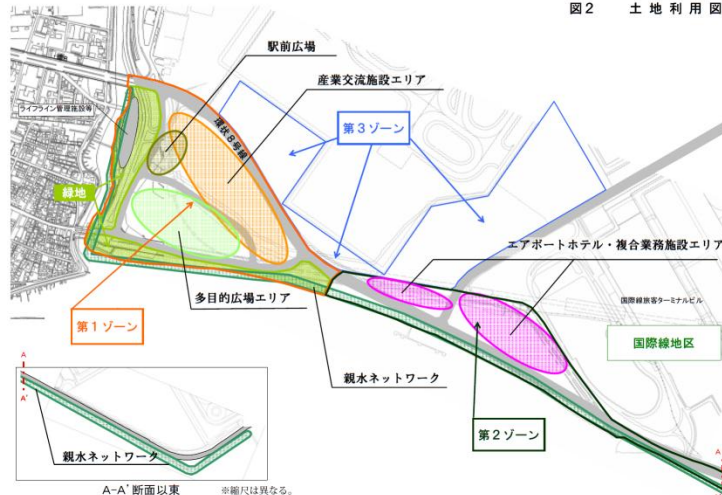 図2 土地利用図
駅前広場
産業交流施設エリア
ライフライン管理施設等
環状8号線
第3ゾーン
緑地
エアポートホテル・複合業務施設エリア
国際線旅客ターミナルビル
多目的広場エリア
第1ゾーン
国際線地区
親水ネットワーク
第2ゾーン
A
A'
親水ネットワーク
A
A-A'断面以東 ※縮尺は異なる。